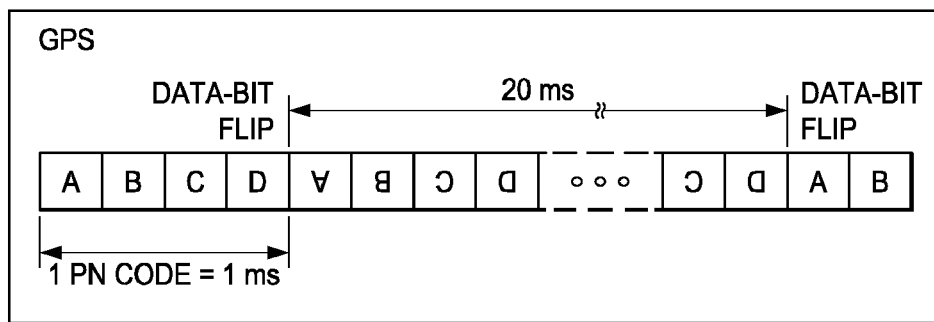 GPS
DATA-BIT FLIP
20 ms
DATA-BIT FLIP
A B C D ∀ B C D ∘∘∘ C D A B
1 PN CODE = 1 ms